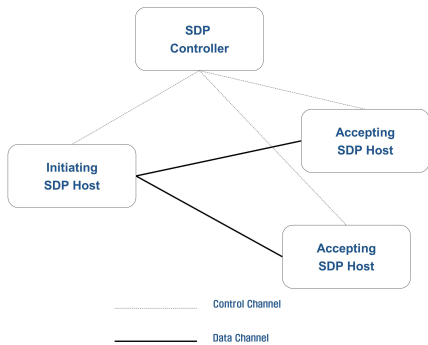 SDP
Controller
Accepting
SDP Host
Initiating
SDP Host
Accepting
SDP Host
Control Channel
Data Channel